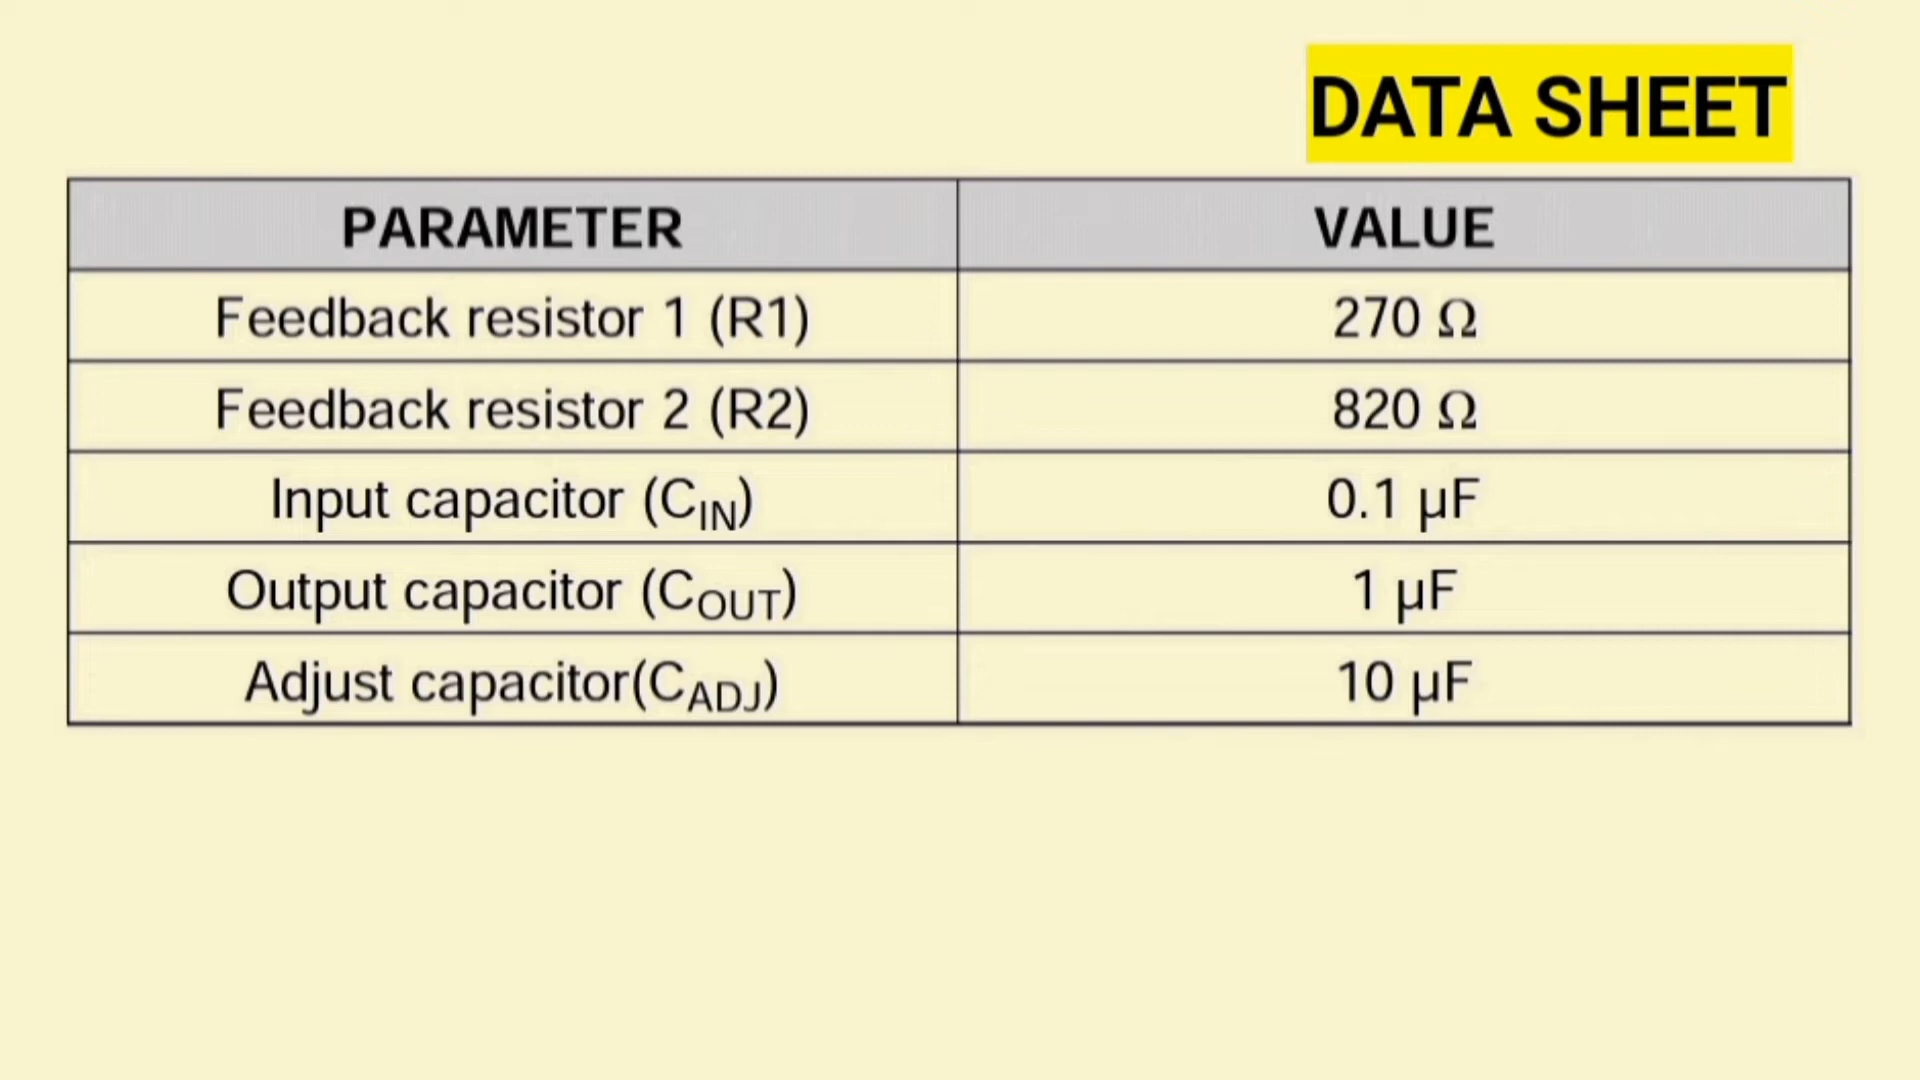 DATA SHEET
PARAMETER VALUE
Feedback resistor 1 (R1) 270 Ω
Feedback resistor 2 (R2) 820 Ω
Input capacitor (CIN) 0.1 µF
Output capacitor (COUT) 1 µF
Adjust capacitor(CADJ) 10 µF